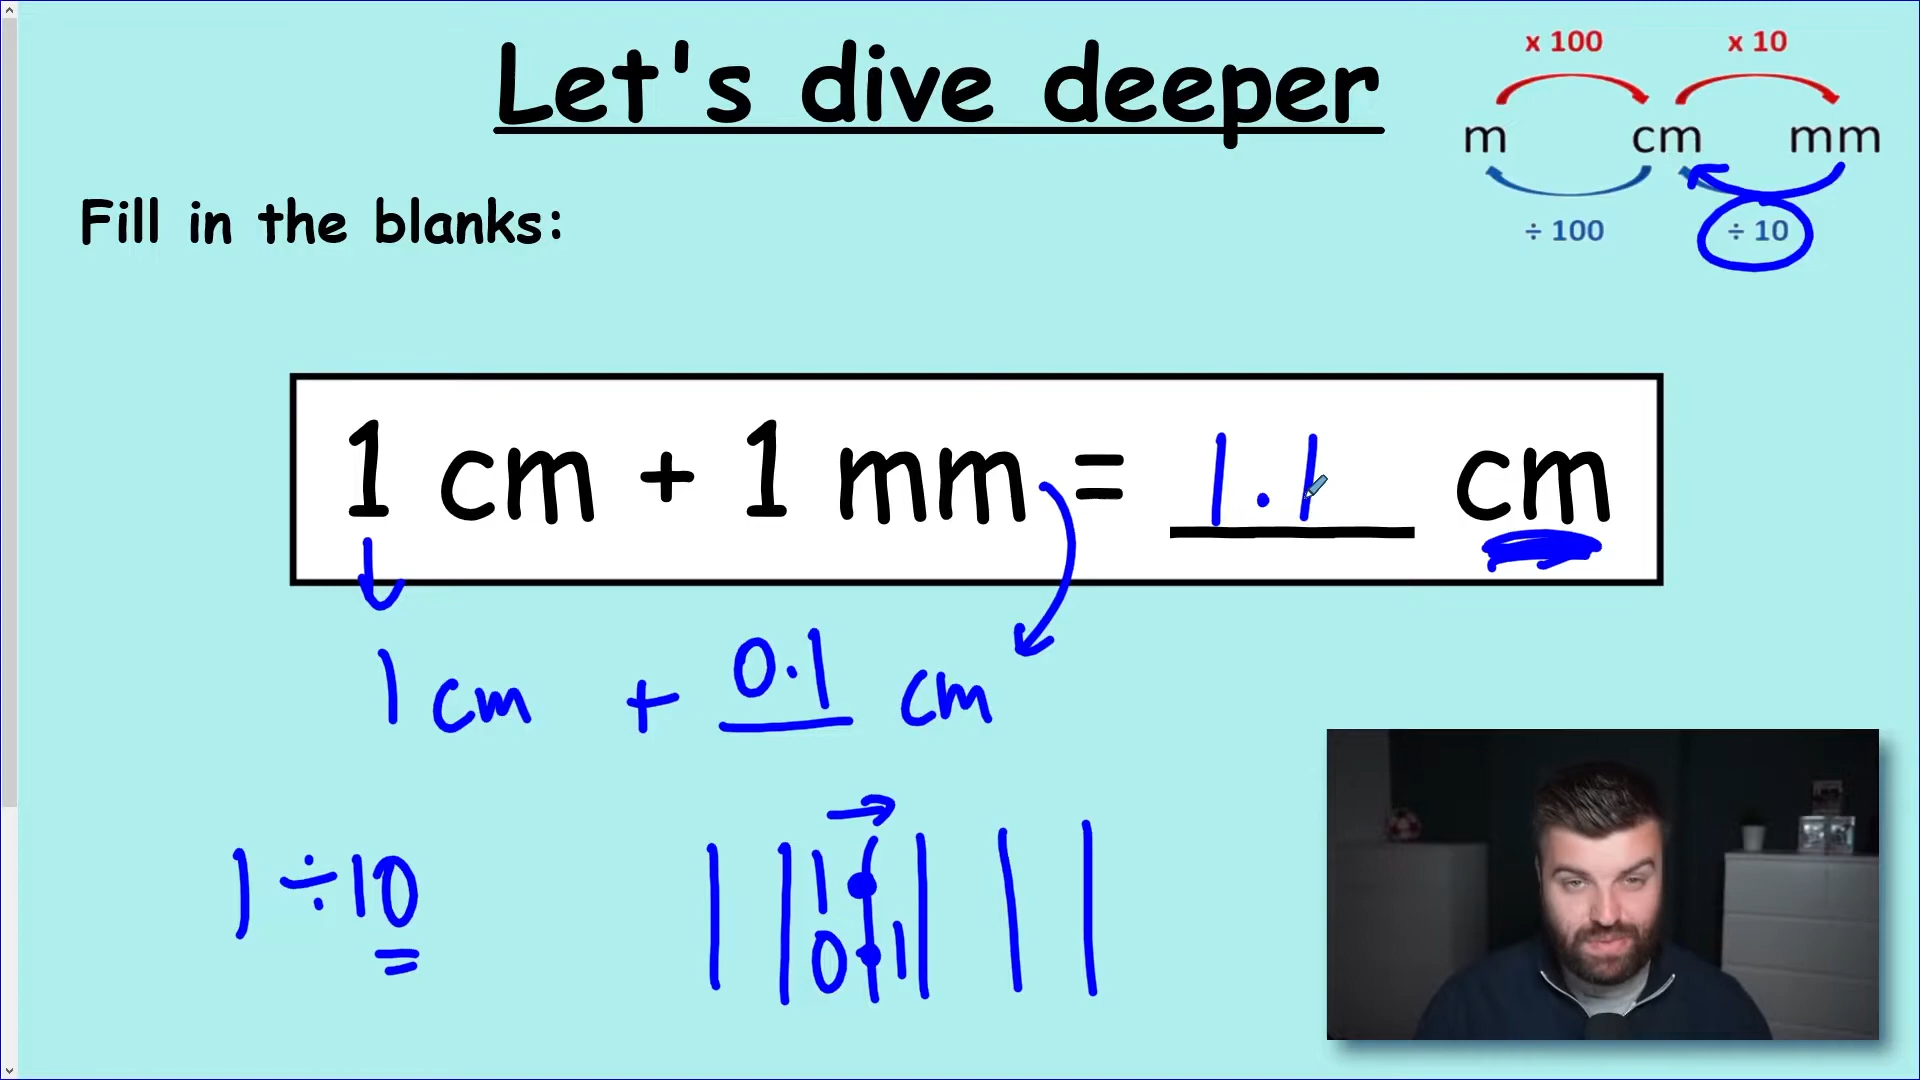 Let's dive deeper
x 100 x 10
m cm mm
÷ 100 ÷ 10
Fill in the blanks:
1 cm + 1 mm = 1.1 cm
1 cm + 0.1 cm
1 ÷ 10
1 .
0 . 1